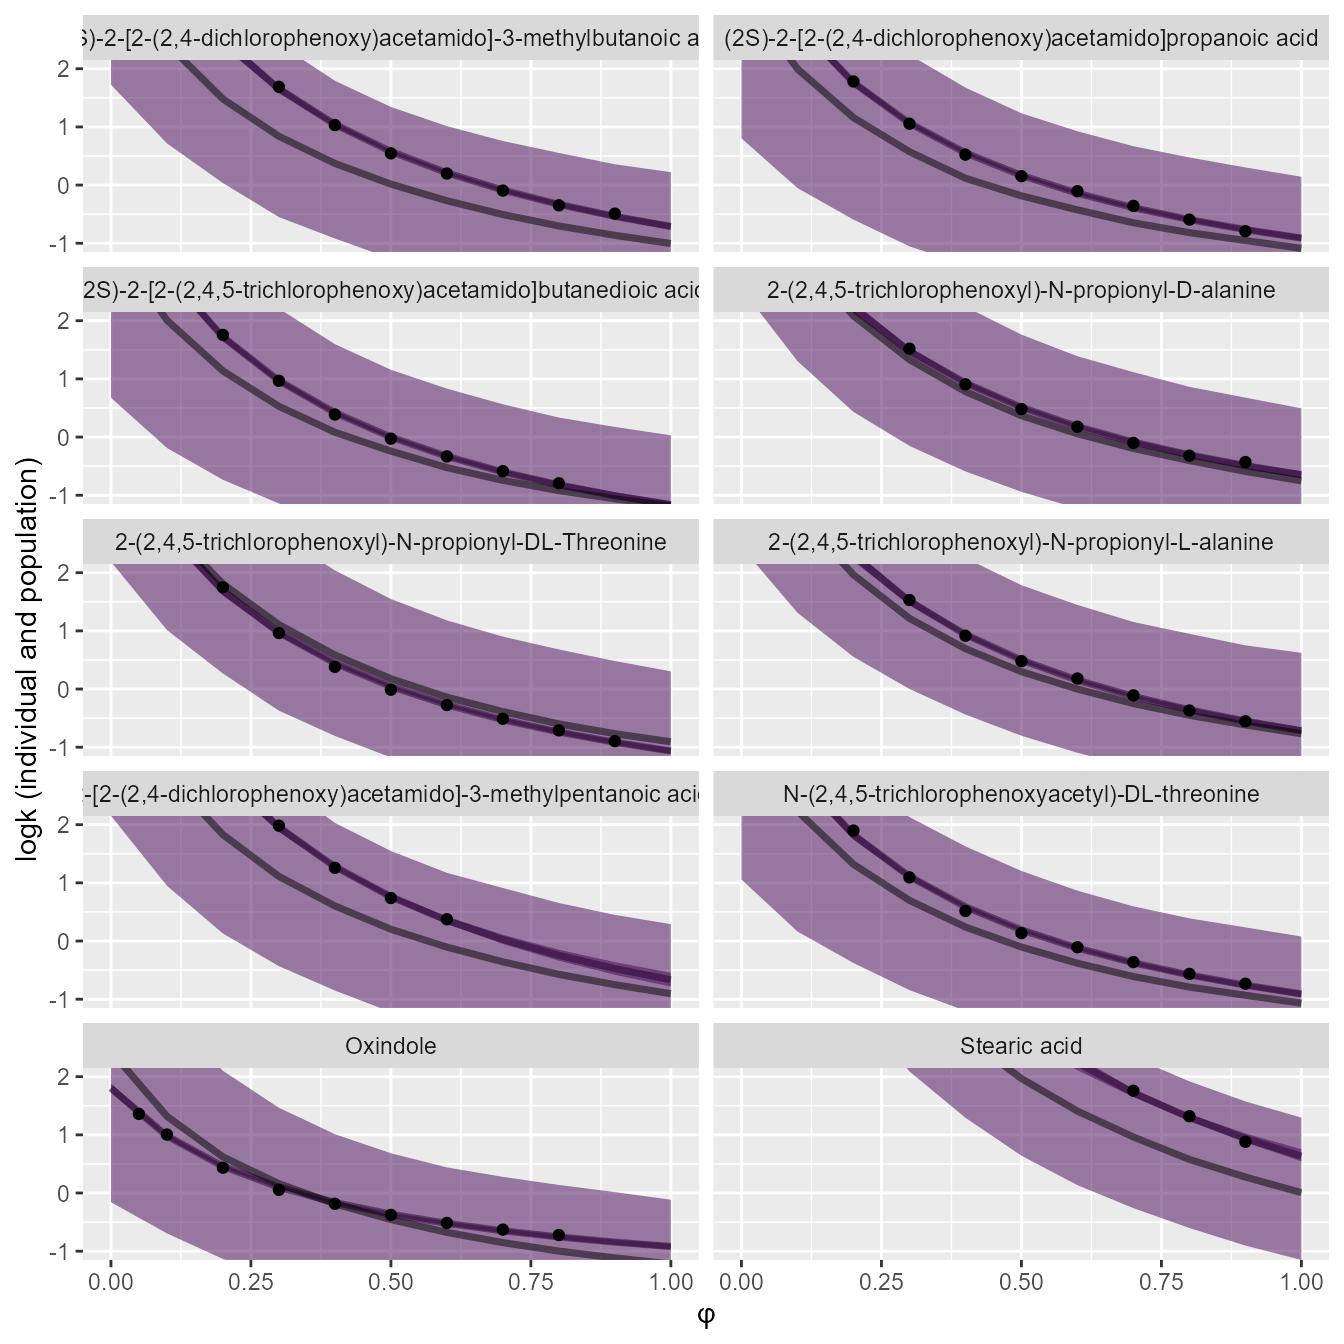 S)-2-[2-(2,4-dichlorophenoxy)acetamido]-3-methylbutanoic a
(2S)-2-[2-(2,4-dichlorophenoxy)acetamido]propanoic acid
2
1
0
-1
2S)-2-[2-(2,4,5-trichlorophenoxy)acetamido]butanedioic acid
2-(2,4,5-trichlorophenoxyl)-N-propionyl-D-alanine
2
1
0
-1
2-(2,4,5-trichlorophenoxyl)-N-propionyl-DL-Threonine
2-(2,4,5-trichlorophenoxyl)-N-propionyl-L-alanine
2
1
0
-1
-[2-(2,4-dichlorophenoxy)acetamido]-3-methylpentanoic acid
N-(2,4,5-trichlorophenoxyacetyl)-DL-threonine
2
1
0
-1
Oxindole
Stearic acid
2
1
0
-1
0.00 0.25 0.50 0.75 1.00
0.00 0.25 0.50 0.75 1.00
φ
logk (individual and population)